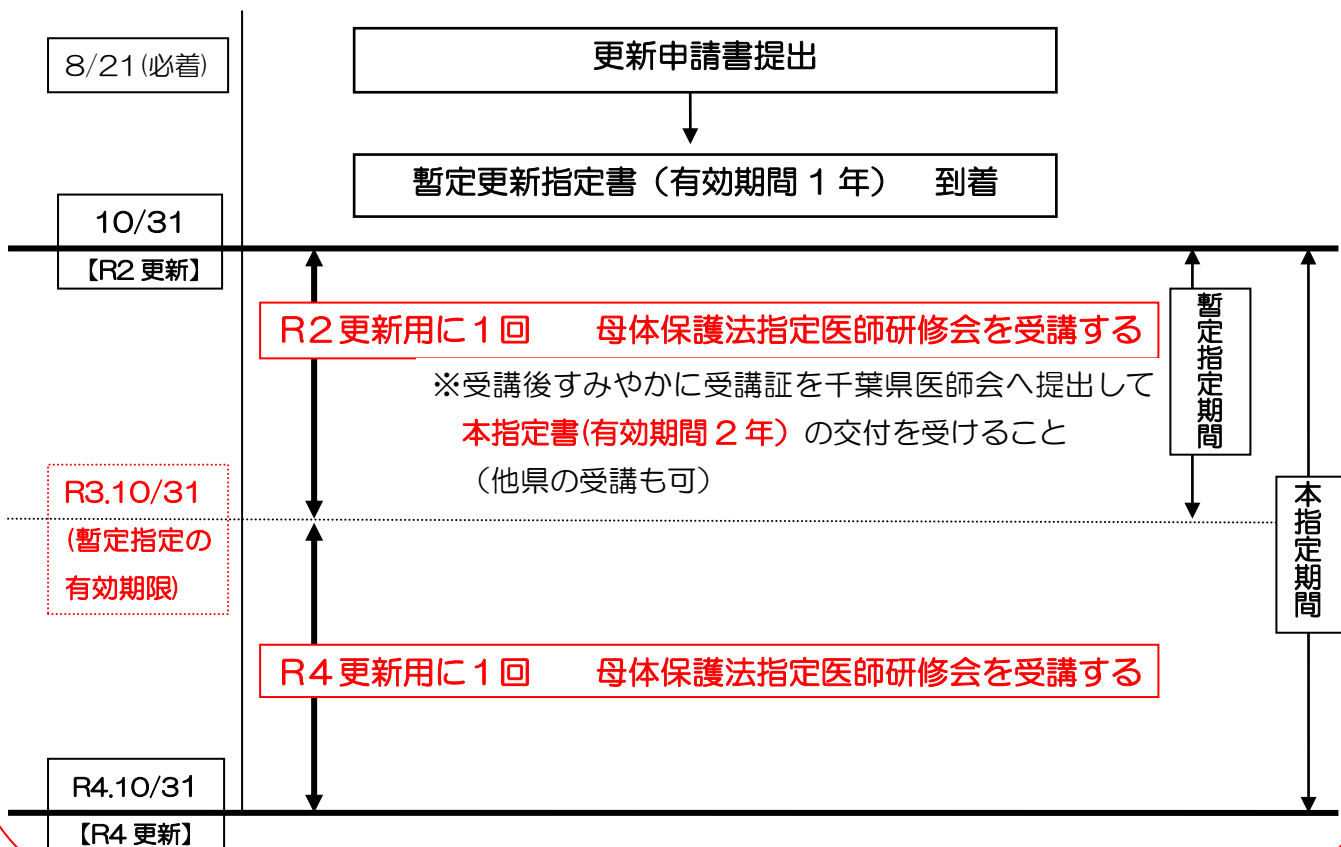 8/21(必着)
更新申請書提出
暫定更新指定書（有効期間１年）　到着
10/31
【R2 更新】
R２更新用に１回　　母体保護法指定医師研修会を受講する
※受講後すみやかに受講証を千葉県医師会へ提出して
本指定書(有効期間２年）の交付を受けること
（他県の受講も可）
暫定指定期間
R3.10/31
(暫定指定の
有効期限)
本指定期間
R４更新用に１回　　母体保護法指定医師研修会を受講する
R4.10/31
【R4 更新】